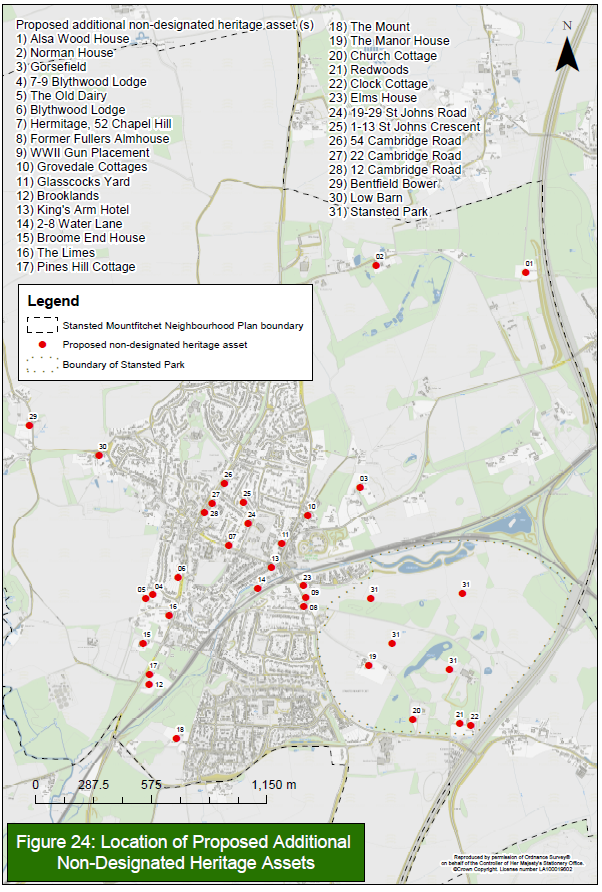 Proposed additional non-designated heritage asset (s)
1) Alsa Wood House
2) Norman House
3) Gorsefield
4) 7-9 Blythwood Lodge
5) The Old Dairy
6) Blythwood Lodge
7) Hermitage, 52 Chapel Hill
8) Former Fullers Almhouse
9) WWII Gun Placement
10) Grovedale Cottages
11) Glasscocks Yard
12) Brooklands
13) King's Arm Hotel
14) 2-8 Water Lane
15) Broome End House
16) The Limes
17) Pines Hill Cottage
18) The Mount
19) The Manor House
20) Church Cottage
21) Redwoods
22) Clock Cottage
23) Elms House
24) 19-29 St Johns Road
25) 1-13 St Johns Crescent
26) 54 Cambridge Road
27) 22 Cambridge Road
28) 12 Cambridge Road
29) Bentfield Bower
30) Low Barn
31) Stansted Park
N
02
01
Legend
Stansted Mountfitchet Neighbourhood Plan boundary
Proposed non-designated heritage asset
Boundary of Stansted Park
29
30
26
03
27
25
28
10
24
11
07
13
06
14
23
31
05
04
09
31
08
16
15
31
19
31
17
12
20
21
22
18
0 287.5 575 1,150 m
Figure 24: Location of Proposed Additional
Non-Designated Heritage Assets
Reproduced by permission of Ordnance Survey®
on behalf of the Controller of Her Majesty's Stationery Office.
©Crown Copyright. License number LA100019602